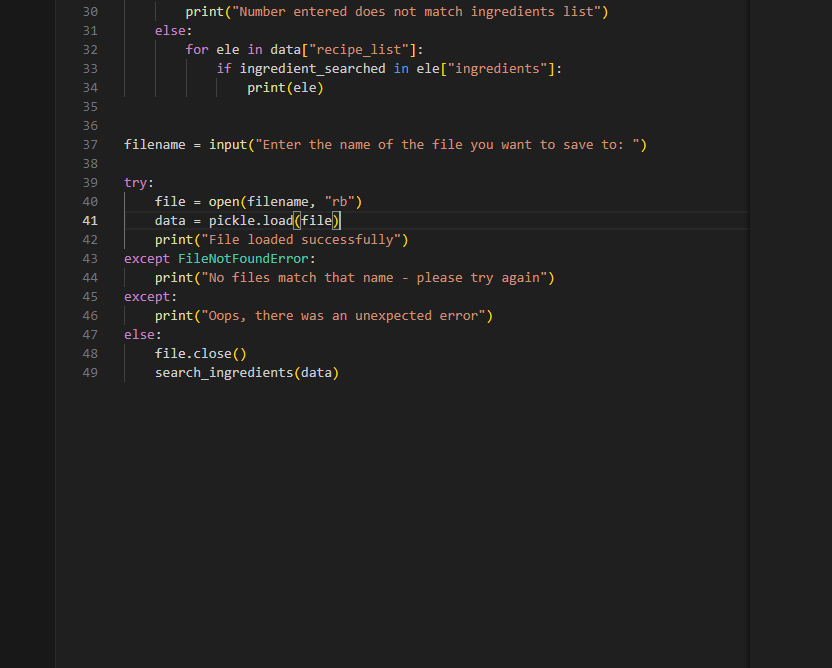 30 print("Number entered does not match ingredients list")
31 else:
32 for ele in data["recipe_list"]:
33 if ingredient_searched in ele["ingredients"]:
34 print(ele)
35
36
37 filename = input("Enter the name of the file you want to save to: ")
38
39 try:
40 file = open(filename, "rb")
41 data = pickle.load(file)
42 print("File loaded successfully")
43 except FileNotFoundError:
44 print("No files match that name - please try again")
45 except:
46 print("Oops, there was an unexpected error")
47 else:
48 file.close()
49 search_ingredients(data)